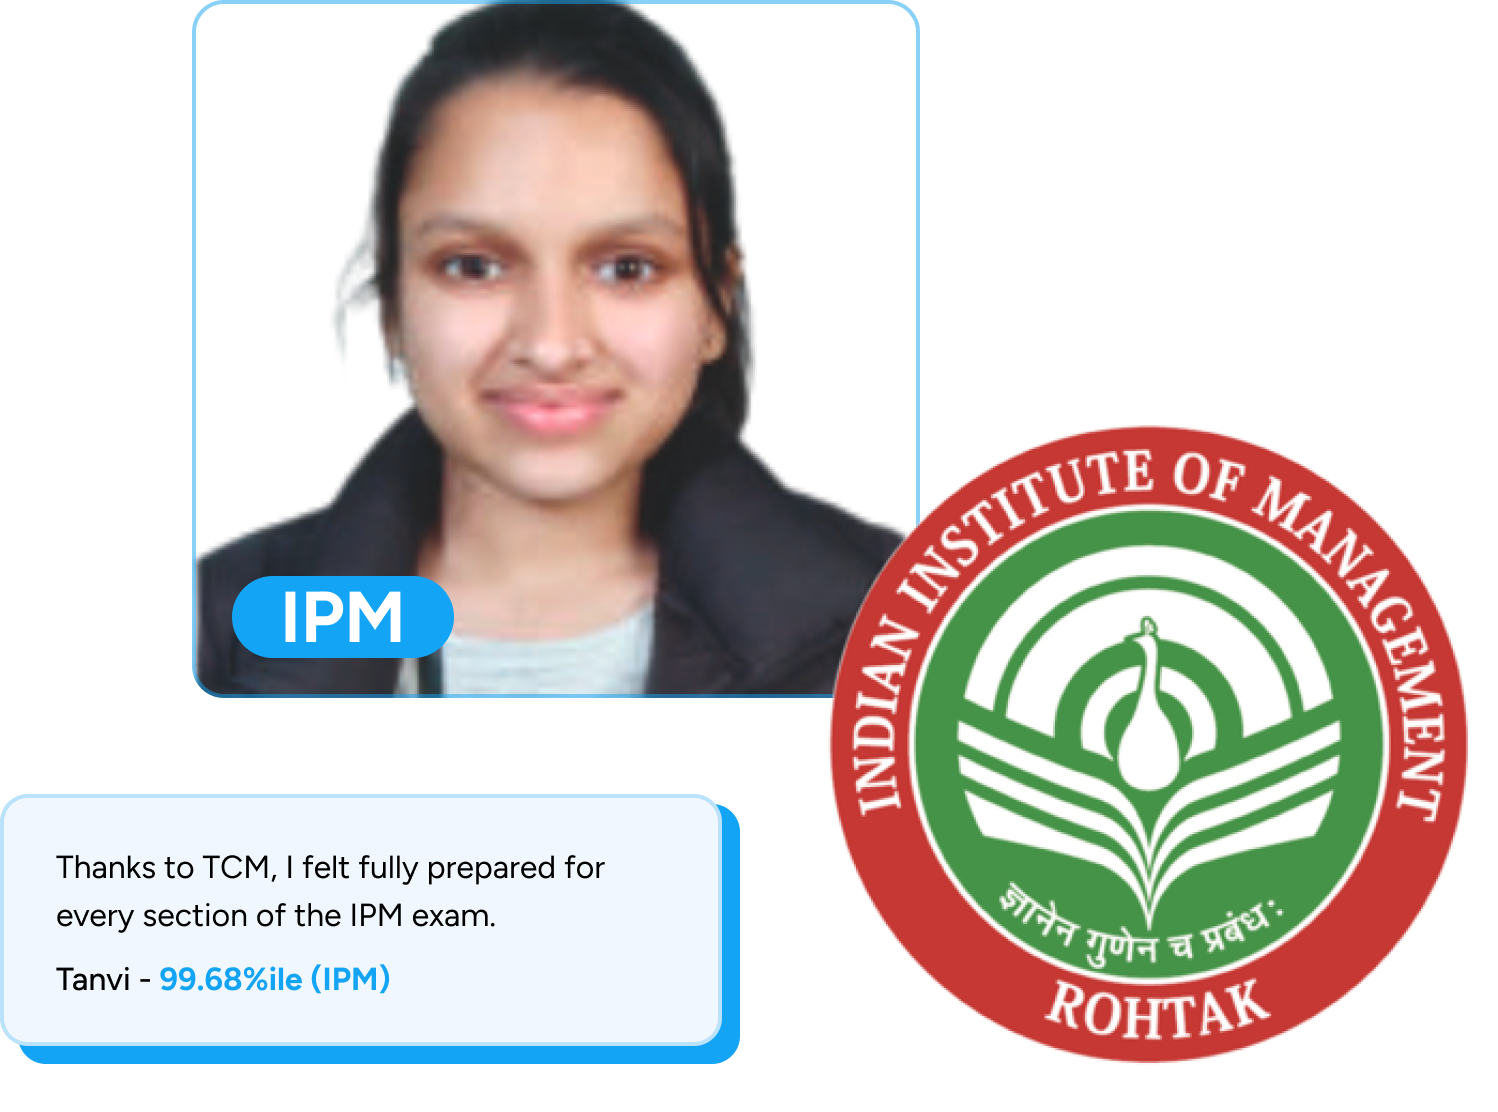 IPM
INDIAN INSTITUTE OF MANAGEMENT
ज्ञानेन गुणेन च प्रबंधः
ROHTAK
Thanks to TCM, I felt fully prepared for
every section of the IPM exam.
Tanvi - 99.68%ile (IPM)